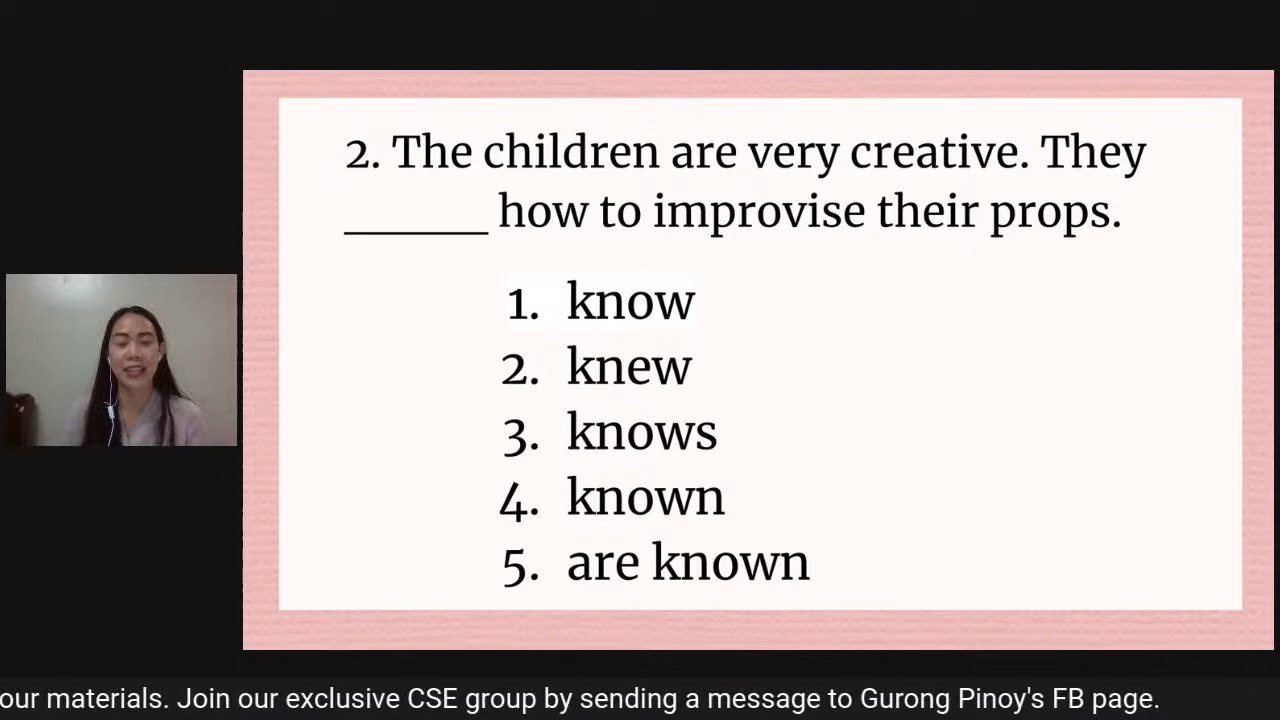 2. The children are very creative. They
_____ how to improvise their props.
1. know
2. knew
3. knows
4. known
5. are known
our materials. Join our exclusive CSE group by sending a message to Gurong Pinoy's FB page.